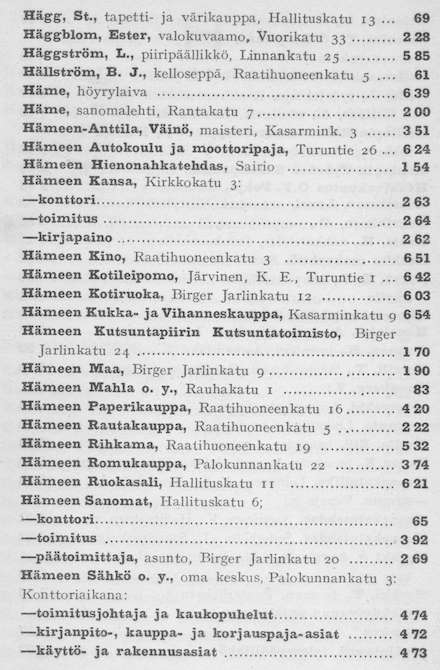 Hägg, St., tapetti- ja värikauppa, Hallituskatu 13 ... 69
Häggblom, Ester, valokuvaamo, Vuorikatu 33 ......... 2 28
Häggström, L., piiripäällikkö, Linnankatu 25 ......... 5 85
Hällström, B. J., kelloseppä, Raatihuoneenkatu 5 .... 61
Häme, höyrylaiva ......... 6 39
Häme, sanomalehti, Rantakatu 7 ......... 2 00
Hämeen-Anttila, Väinö, maisteri, Kasarmink. 3 ...... 3 51
Hämeen Autokoulu ja moottoripaja, Turuntie 26 ... 6 24
Hämeen Hienonahkatehdas, Sairio ......... 1 54
Hämeen Kansa, Kirkkokatu 3:
—konttori ......... 2 63
—toimitus ......... 2 64
—kirjapaino ......... 2 62
Hämeen Kino, Raatihuoneenkatu 3 ......... 6 51
Hämeen Kotileipomo, Järvinen, K. E., Turuntie 1 ... 6 42
Hämeen Kotiruoka, Birger Jarlinkatu 12 ......... 6 03
Hämeen Kukka- ja Vihanneskauppa, Kasarminkatu 9 6 54
Hämeen Kutsuntapiirin Kutsuntatoimisto, Birger
Jarlinkatu 24 ......... 1 70
Hämeen Maa, Birger Jarlinkatu 9 ......... 1 90
Hämeen Mahla o. y., Rauhakatu 1 ......... 83
Hämeen Paperikauppa, Raatihuoneenkatu 16 ......... 4 20
Hämeen Rautakauppa, Raatihuoneenkatu 5 ......... 2 22
Hämeen Rihkama, Raatihuoneenkatu 19 ......... 5 32
Hämeen Romukauppa, Palokunnankatu 22 ......... 3 74
Hämeen Ruokasali, Hallituskatu 11 ......... 6 21
Hämeen Sanomat, Hallituskatu 6;
—konttori ......... 65
—toimitus ......... 3 92
—päätoimittaja, asunto, Birger Jarlinkatu 20 ......... 2 69
Hämeen Sähkö o. y., oma keskus, Palokunnankatu 3:
Konttoriaikana:
—toimitusjohtaja ja kaukopuhelut ......... 4 74
—kirjanpito-, kauppa- ja korjauspaja-asiat ......... 4 72
—käyttö- ja rakennusasiat ......... 4 73